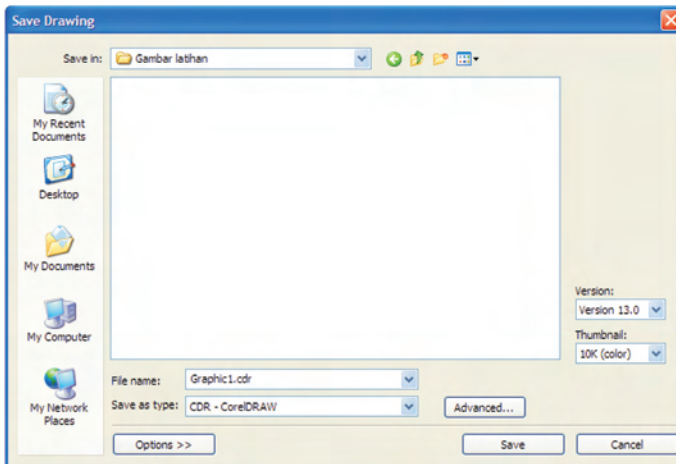 Save Drawing
Save in:
Gambar latihan
My Recent
Documents
Desktop
My Documents
My Computer
My Network
Places
Version:
Version 13.0
Thumbnail:
10K (color)
File name:
Graphic1.cdr
Save as type:
CDR - CorelDRAW
Advanced...
Options >>
Save
Cancel